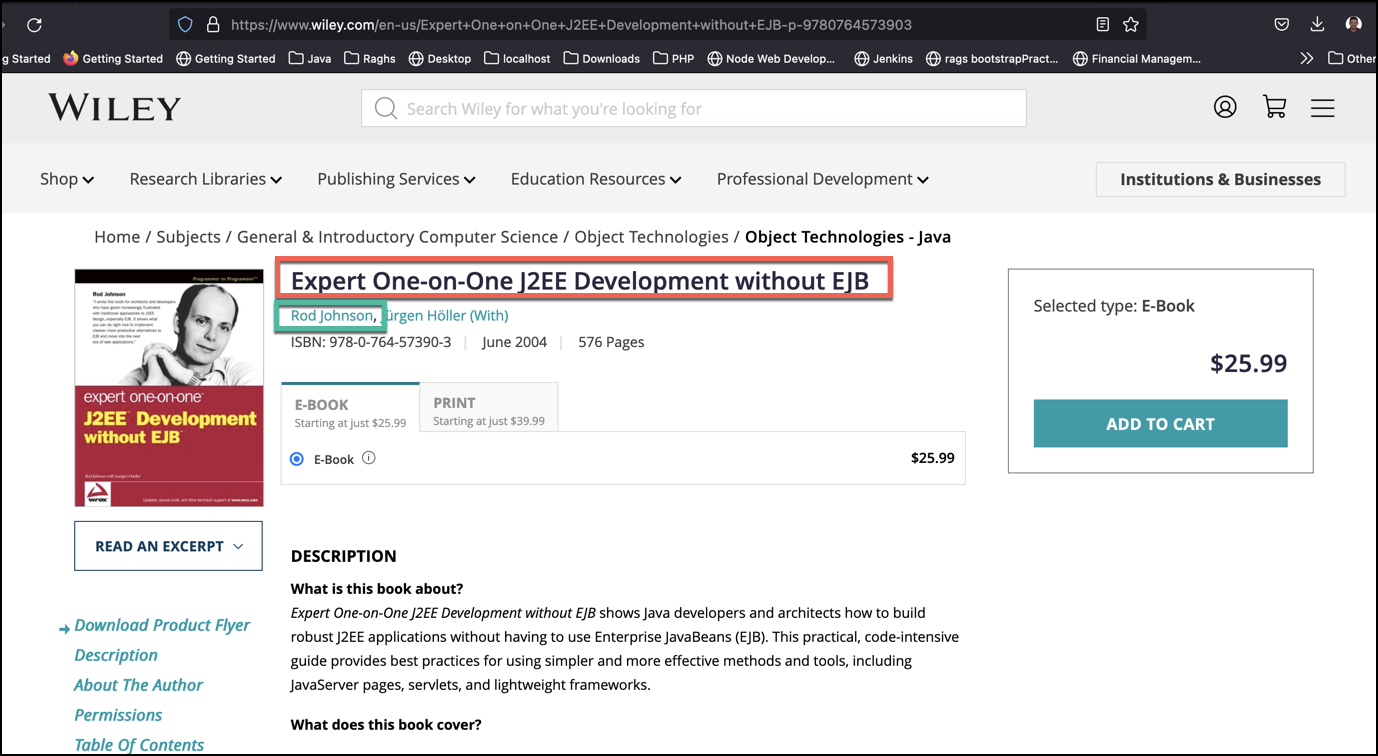 https://www.wiley.com/en-us/Expert+One+on+One+J2EE+Development+without+EJB-p-9780764573903
g Started Getting Started Getting Started Java Raghs Desktop localhost Downloads PHP Node Web Develop... Jenkins rags bootstrapPract... Financial Managem... Other
WILEY
Search Wiley for what you're looking for
Shop Research Libraries Publishing Services Education Resources Professional Development Institutions & Businesses
Home / Subjects / General & Introductory Computer Science / Object Technologies / Object Technologies - Java
Programmer to Programmer™
Rod Johnson
"I wrote this book for architects and developers
who have grown increasingly frustrated
with traditional approaches to J2EE
design, especially EJB. It shows what
you can do right now to implement
cleaner, more productive alternatives to
EJB and move into the next
era of web applications."
expert one-on-one™
J2EE™ Development
without EJB™
Rod Johnson with Juergen Hoeller
wrox
Updates, source code, and Wrox technical support at www.wrox.com
Expert One-on-One J2EE Development without EJB
Rod Johnson, Jürgen Höller (With)
ISBN: 978-0-764-57390-3 June 2004 576 Pages
E-BOOK
Starting at just $25.99
PRINT
Starting at just $39.99
E-Book $25.99
Selected type: E-Book
$25.99
ADD TO CART
READ AN EXCERPT
Download Product Flyer
Description
About The Author
Permissions
Table Of Contents
DESCRIPTION
What is this book about?
Expert One-on-One J2EE Development without EJB shows Java developers and architects how to build
robust J2EE applications without having to use Enterprise JavaBeans (EJB). This practical, code-intensive
guide provides best practices for using simpler and more effective methods and tools, including
JavaServer pages, servlets, and lightweight frameworks.
What does this book cover?